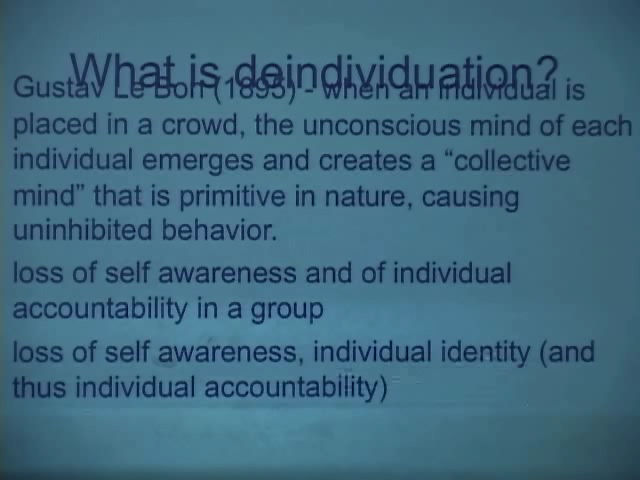 What is deindividuation?
Gustav Le Bon (1895) - when an individual is
placed in a crowd, the unconscious mind of each
individual emerges and creates a “collective
mind” that is primitive in nature, causing
uninhibited behavior.
loss of self awareness and of individual
accountability in a group
loss of self awareness, individual identity (and
thus individual accountability)